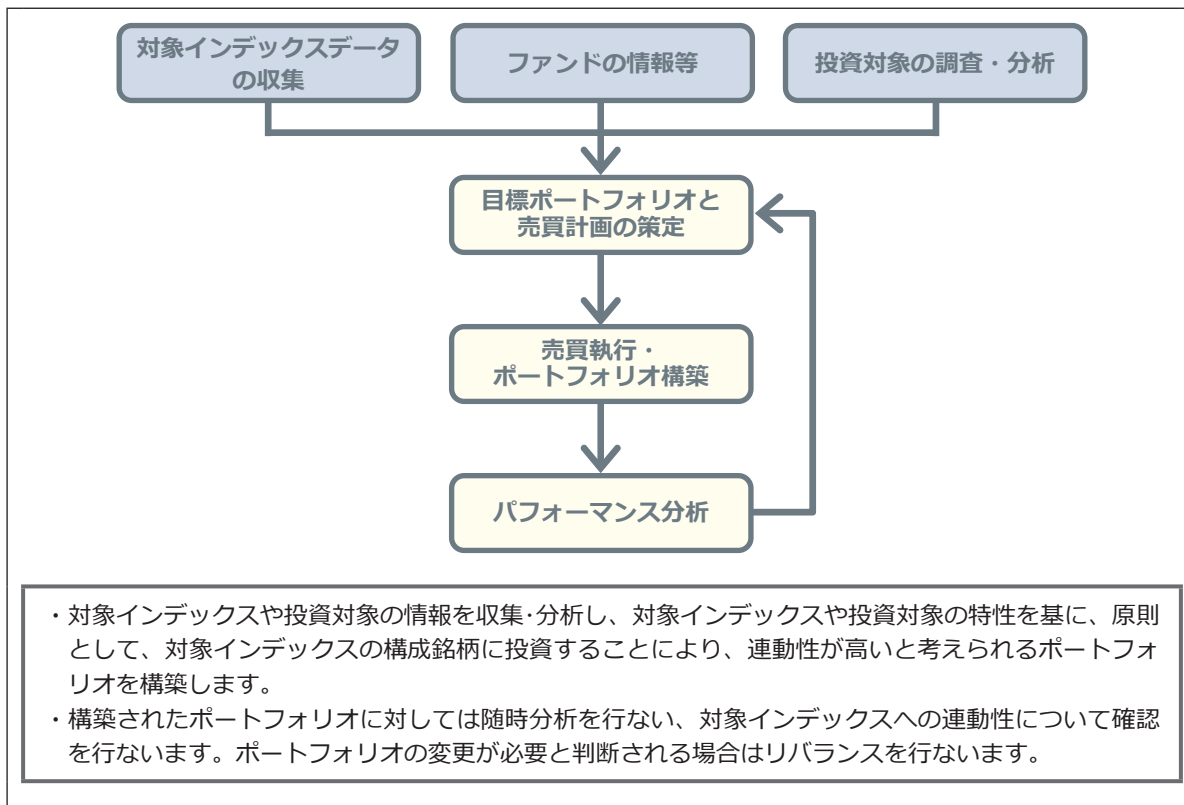 対象インデックスデータ
の収集
ファンドの情報等
投資対象の調査・分析
目標ポートフォリオと
売買計画の策定
売買執行・
ポートフォリオ構築
パフォーマンス分析
・対象インデックスや投資対象の情報を収集･分析し、対象インデックスや投資対象の特性を基に、原則
として、対象インデックスの構成銘柄に投資することにより、連動性が高いと考えられるポートフォ
リオを構築します。
・構築されたポートフォリオに対しては随時分析を行ない、対象インデックスへの連動性について確認
を行ないます。ポートフォリオの変更が必要と判断される場合はリバランスを行ないます。